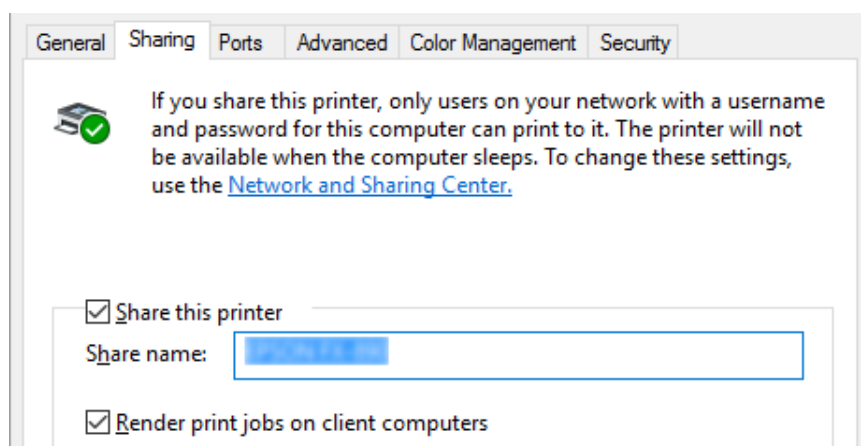 General Sharing Ports Advanced Color Management Security
If you share this printer, only users on your network with a username
and password for this computer can print to it. The printer will not
be available when the computer sleeps. To change these settings,
use the Network and Sharing Center.
Share this printer
Share name:
Render print jobs on client computers